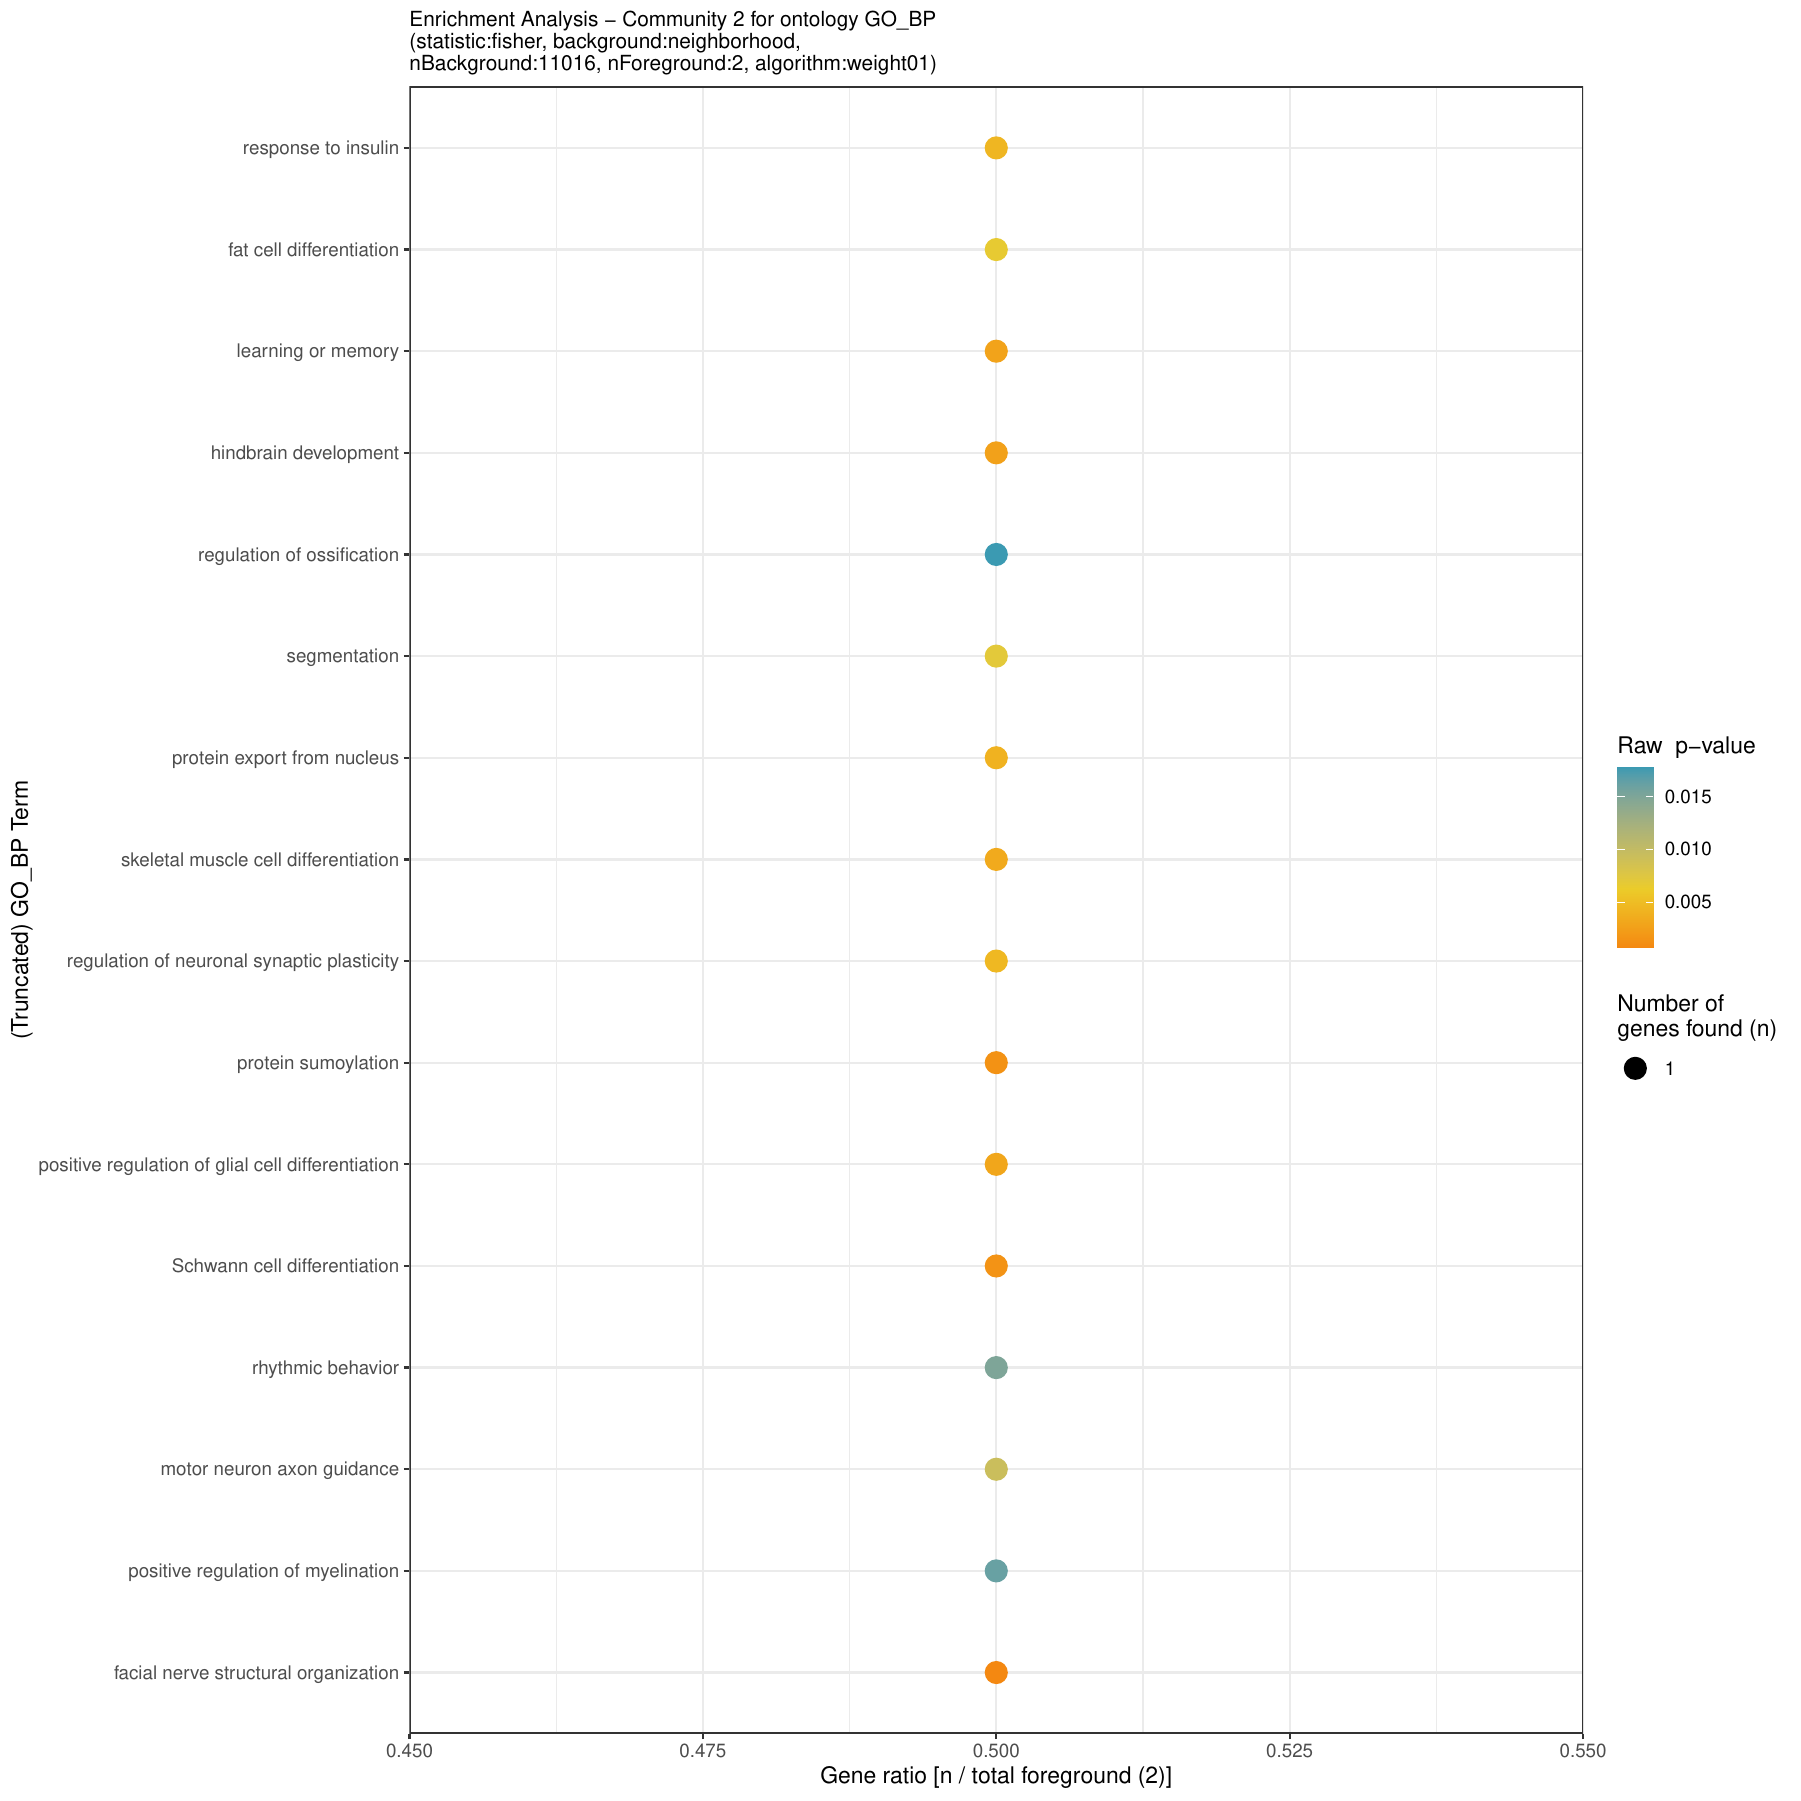 Enrichment Analysis − Community 2 for ontology GO_BP
(statistic:fisher, background:neighborhood,
nBackground:11016, nForeground:2, algorithm:weight01)
(Truncated) GO_BP Term
response to insulin
fat cell differentiation
learning or memory
hindbrain development
regulation of ossification
segmentation
protein export from nucleus
skeletal muscle cell differentiation
regulation of neuronal synaptic plasticity
protein sumoylation
positive regulation of glial cell differentiation
Schwann cell differentiation
rhythmic behavior
motor neuron axon guidance
positive regulation of myelination
facial nerve structural organization
0.450 0.475 0.500 0.525 0.550
Gene ratio [n / total foreground (2)]
Raw  p−value
0.015
0.010
0.005
Number of
genes found (n)
1